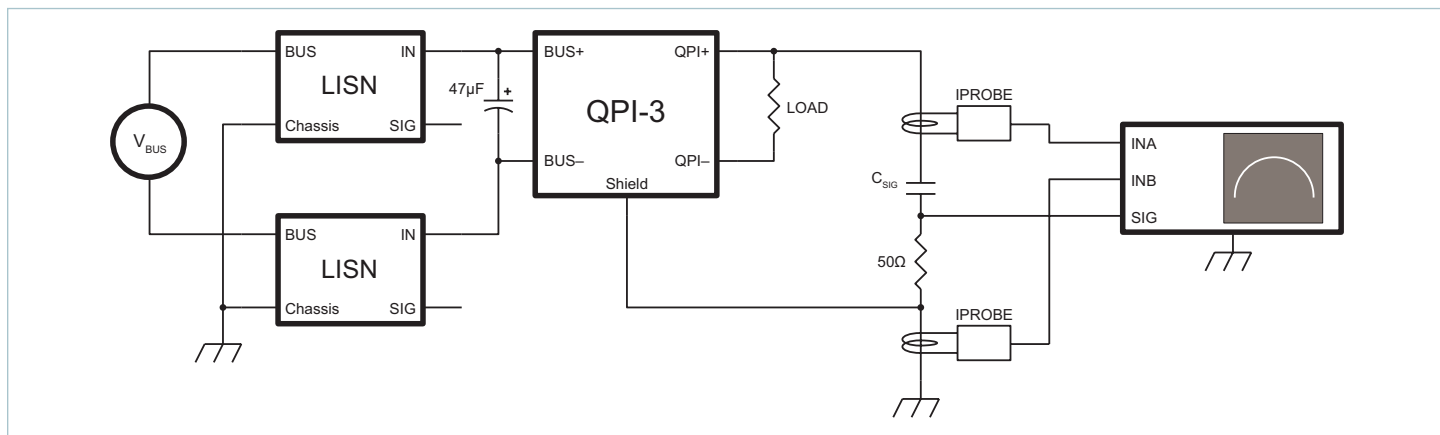 BUS
IN
LISN
Chassis
SIG
V_BUS
47µF
+
BUS+
QPI+
QPI-3
BUS–
QPI–
Shield
LOAD
BUS
IN
LISN
Chassis
SIG
IPROBE
C_SIG
50Ω
IPROBE
INA
INB
SIG